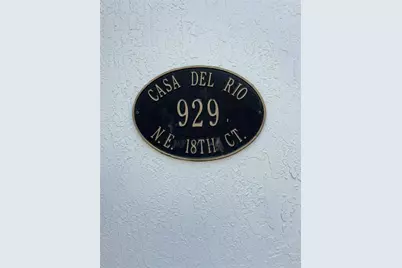 CASA DEL RIO
929
N.E. 18TH CT.